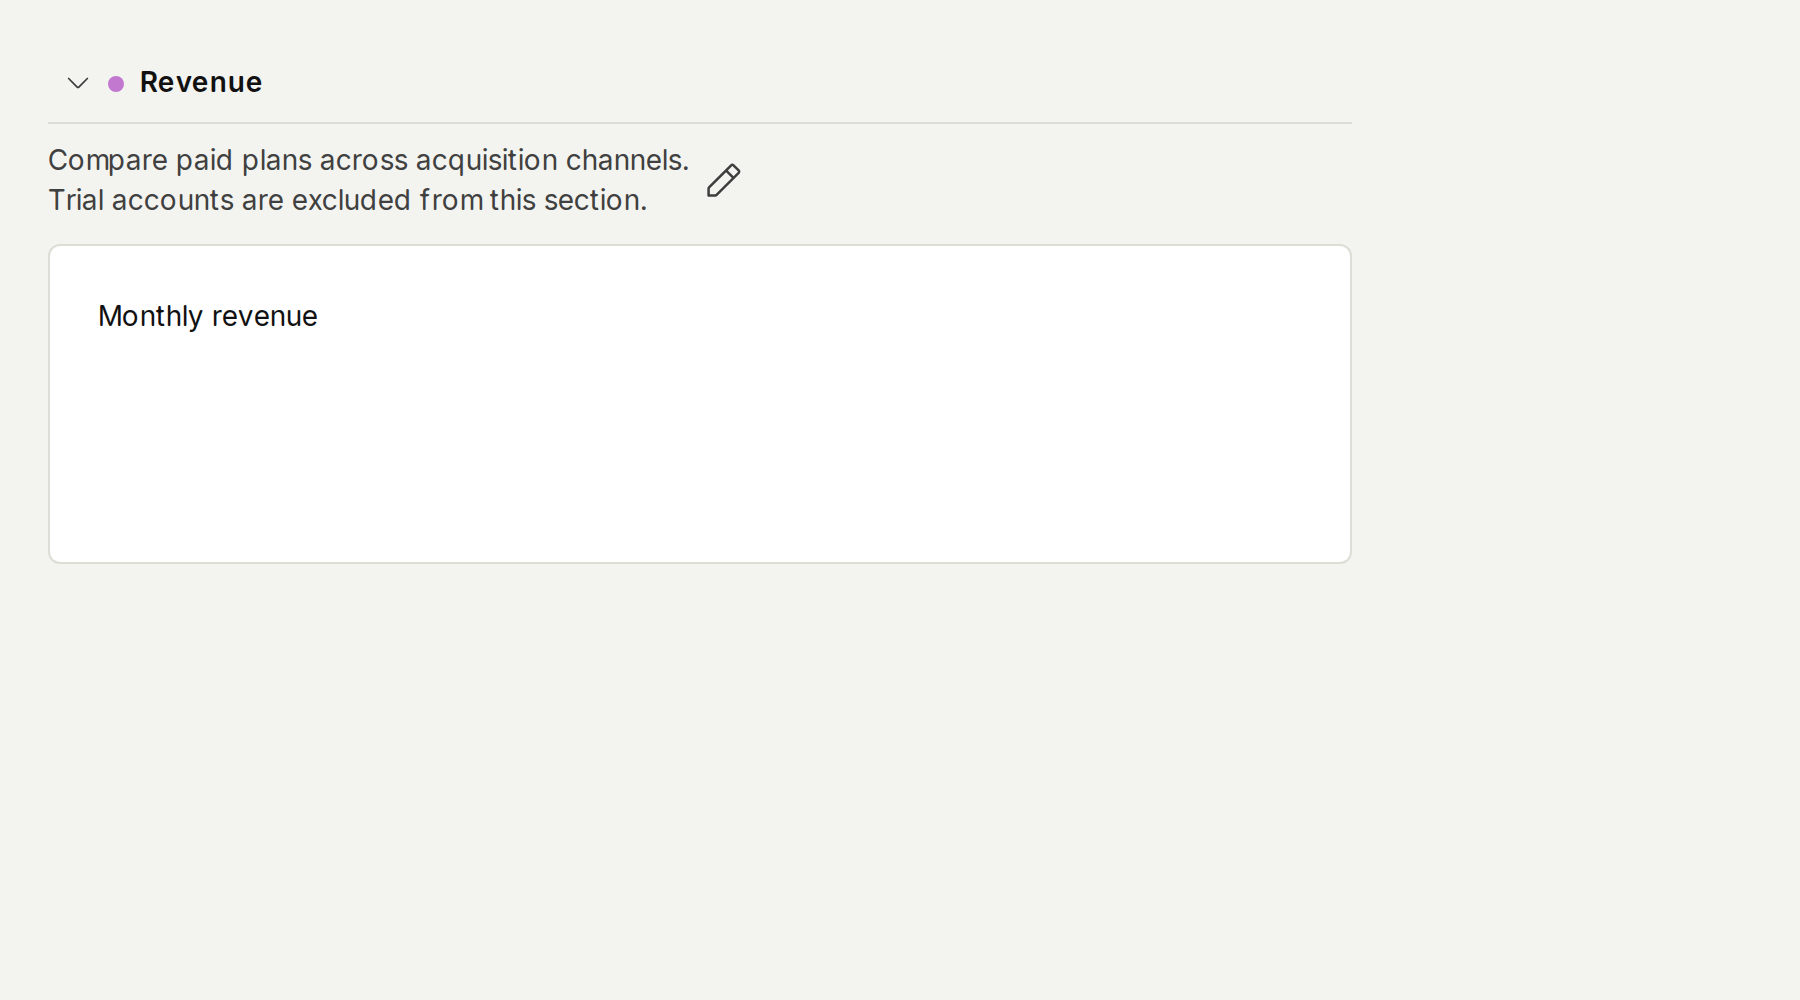 Revenue
Compare paid plans across acquisition channels.
Trial accounts are excluded from this section.
Monthly revenue